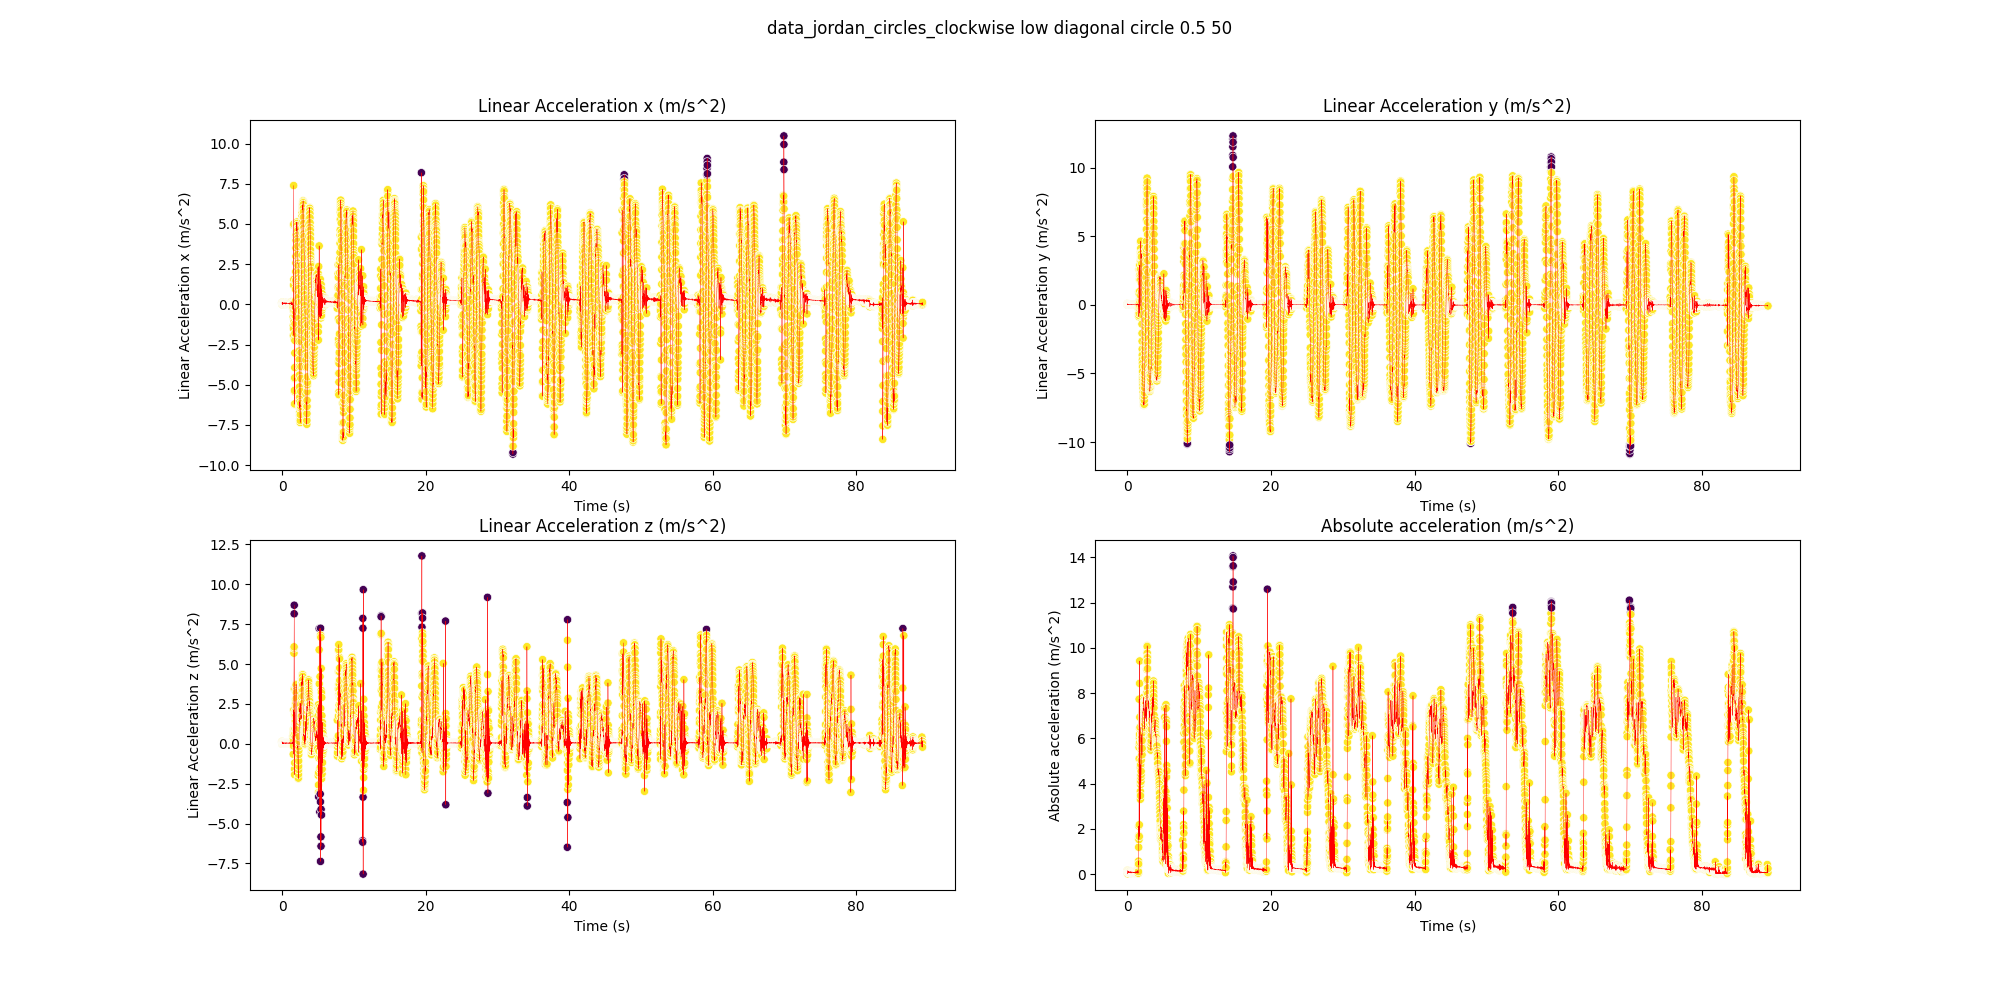 data_jordan_circles_clockwise low diagonal circle 0.5 50
Linear Acceleration x (m/s^2)
Linear Acceleration y (m/s^2)
10.0
7.5
5.0
2.5
0.0
−2.5
−5.0
−7.5
−10.0
Linear Acceleration x (m/s^2)
0 20 40 60 80
Time (s)
10
5
0
−5
−10
Linear Acceleration y (m/s^2)
0 20 40 60 80
Time (s)
Linear Acceleration z (m/s^2)
Absolute acceleration (m/s^2)
12.5
10.0
7.5
5.0
2.5
0.0
−2.5
−5.0
−7.5
Linear Acceleration z (m/s^2)
0 20 40 60 80
Time (s)
14
12
10
8
6
4
2
0
Absolute acceleration (m/s^2)
0 20 40 60 80
Time (s)